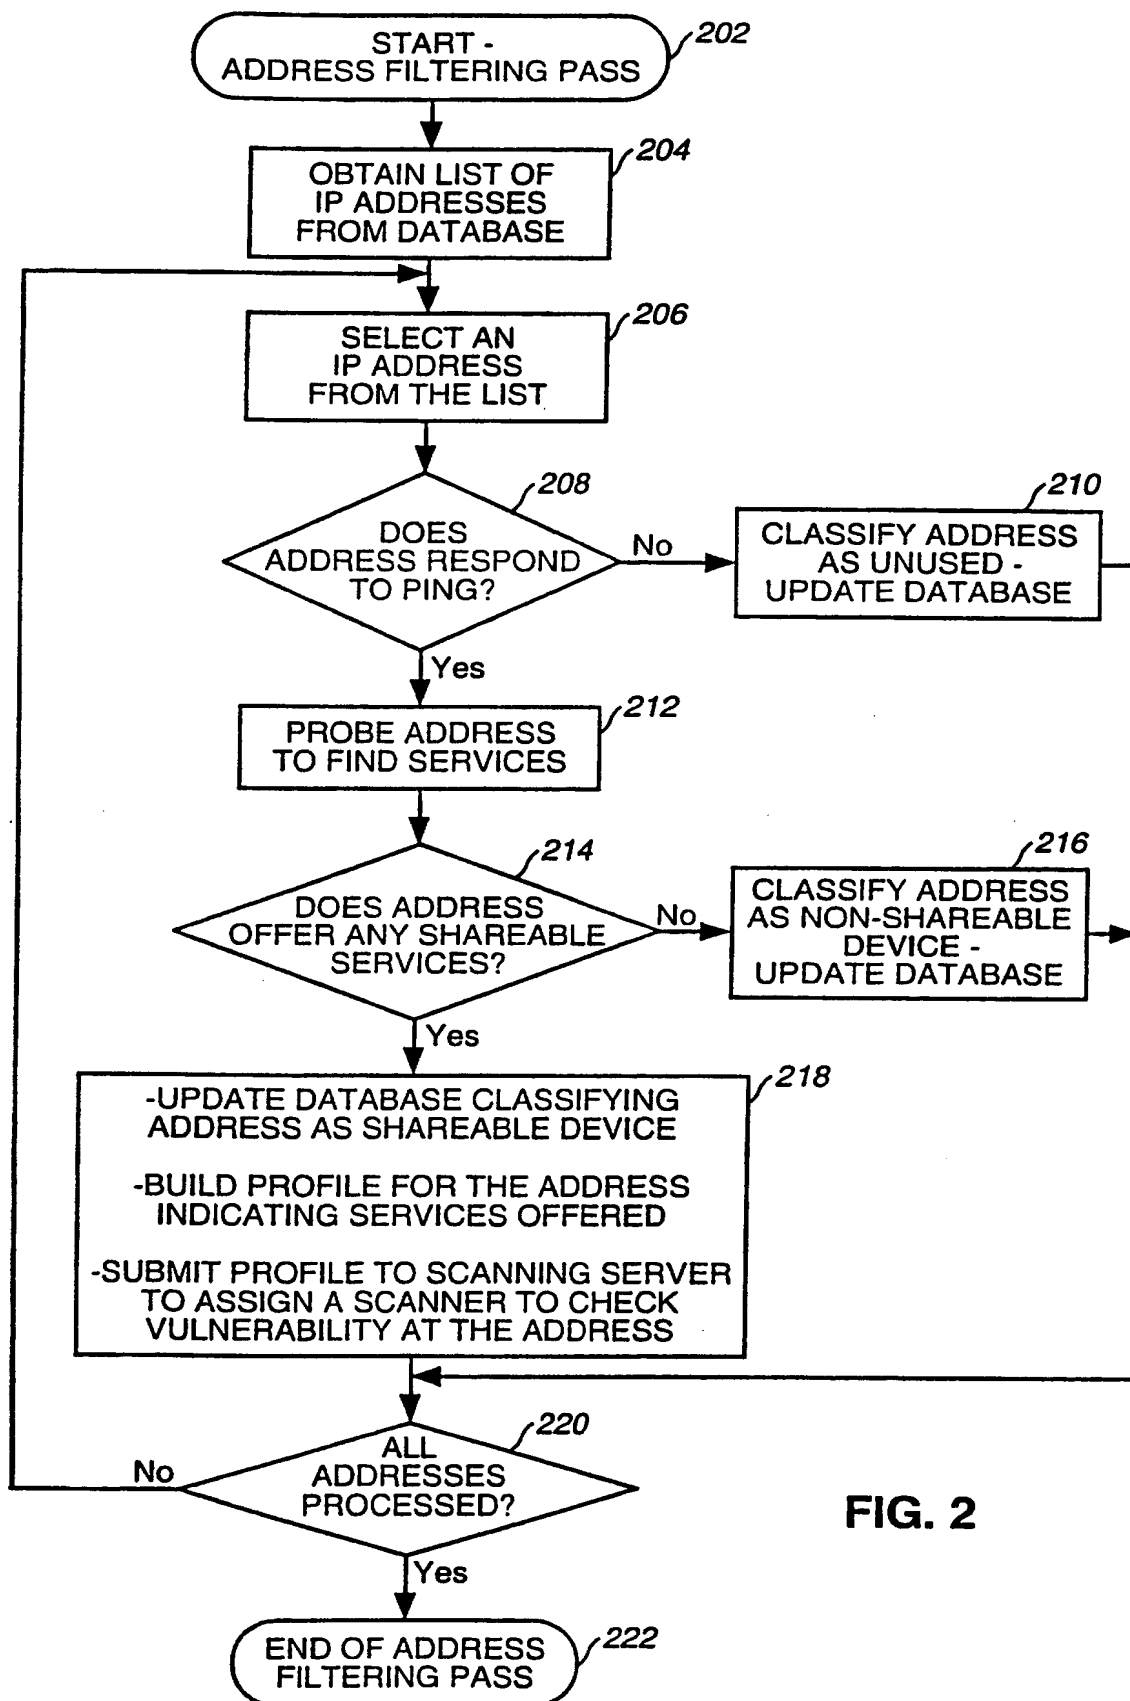 START -
ADDRESS FILTERING PASS
202
204
OBTAIN LIST OF
IP ADDRESSES
FROM DATABASE
206
SELECT AN
IP ADDRESS
FROM THE LIST
208
DOES
ADDRESS RESPOND
TO PING?
No
210
CLASSIFY ADDRESS
AS UNUSED -
UPDATE DATABASE
Yes
212
PROBE ADDRESS
TO FIND SERVICES
214
DOES ADDRESS
OFFER ANY SHAREABLE
SERVICES?
No
216
CLASSIFY ADDRESS
AS NON-SHAREABLE
DEVICE -
UPDATE DATABASE
Yes
218
-UPDATE DATABASE CLASSIFYING
ADDRESS AS SHAREABLE DEVICE
-BUILD PROFILE FOR THE ADDRESS
INDICATING SERVICES OFFERED
-SUBMIT PROFILE TO SCANNING SERVER
TO ASSIGN A SCANNER TO CHECK
VULNERABILITY AT THE ADDRESS
220
ALL
ADDRESSES
PROCESSED?
No
Yes
FIG. 2
222
END OF ADDRESS
FILTERING PASS